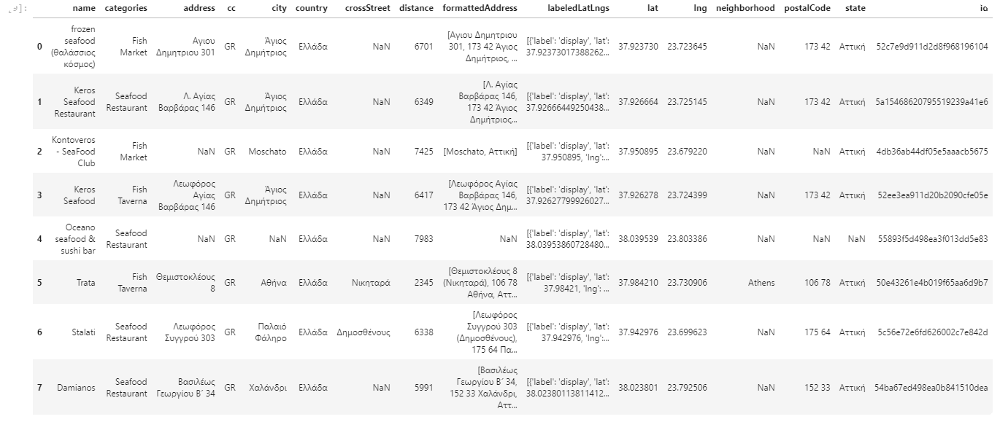 [9]:
name categories address cc city country crossStreet distance formattedAddress labeledLatLngs lat lng neighborhood postalCode state id
0 frozen seafood (θαλάσσιος κόσμος) Fish Market Αγιου Δημητριου 301 GR Άγιος Δημήτριος Ελλάδα NaN 6701 [Αγιου Δημητριου 301, 173 42 Άγιος Δημήτριος, ... [{'label': 'display', 'lat': 37.92373017388262... 37.923730 23.723645 NaN 173 42 Αττική 52c7e9d911d2d8f968196104
1 Keros Seafood Restaurant Seafood Restaurant Λ. Αγίας Βαρβάρας 146 GR Άγιος Δημήτριος Ελλάδα NaN 6349 [Λ. Αγίας Βαρβάρας 146, 173 42 Άγιος Δημήτριος... [{'label': 'display', 'lat': 37.92666449250438... 37.926664 23.725145 NaN 173 42 Αττική 5a15468620795519239a41e6
2 Kontoveros - SeaFood Club Fish Market NaN GR Moschato Ελλάδα NaN 7425 [Moschato, Αττική] [{'label': 'display', 'lat': 37.950895, 'lng':... 37.950895 23.679220 NaN NaN Αττική 4db36ab44df05e5aaacb5675
3 Keros Seafood Fish Taverna Λεωφόρος Αγίας Βαρβάρας 146 GR Άγιος Δημήτριος Ελλάδα NaN 6417 [Λεωφόρος Αγίας Βαρβάρας 146, 173 42 Άγιος Δημ... [{'label': 'display', 'lat': 37.92627799926027... 37.926278 23.724399 NaN 173 42 Αττική 52ee3ea911d20b2090cfe05e
4 Oceano seafood & sushi bar Seafood Restaurant NaN GR NaN Ελλάδα NaN 7983 NaN [{'label': 'display', 'lat': 38.03953860728480... 38.039539 23.803386 NaN NaN NaN 55893f5d498ea3f013dd5e83
5 Trata Fish Taverna Θεμιστοκλέους 8 GR Αθήνα Ελλάδα Νικηταρά 2345 [Θεμιστοκλέους 8 (Νικηταρά), 106 78 Αθήνα, Αττ... [{'label': 'display', 'lat': 37.98421, 'lng': ... 37.984210 23.730906 Athens 106 78 Αττική 50e43261e4b019f65aa6d9b7
6 Stalati Seafood Restaurant Λεωφόρος Συγγρού 303 GR Παλαιό Φάληρο Ελλάδα Δημοσθένους 6338 [Λεωφόρος Συγγρού 303 (Δημοσθένους), 175 64 Πα... [{'label': 'display', 'lat': 37.942976, 'lng':... 37.942976 23.699623 NaN 175 64 Αττική 5c56e72e6fd626002c7e842d
7 Damianos Seafood Restaurant Βασιλέως Γεωργίου Β΄ 34 GR Χαλάνδρι Ελλάδα NaN 5991 [Βασιλέως Γεωργίου Β΄ 34, 152 33 Χαλάνδρι, Αττ... [{'label': 'display', 'lat': 38.02380113811412... 38.023801 23.792506 NaN 152 33 Αττική 54ba67ed498ea0b841510dea